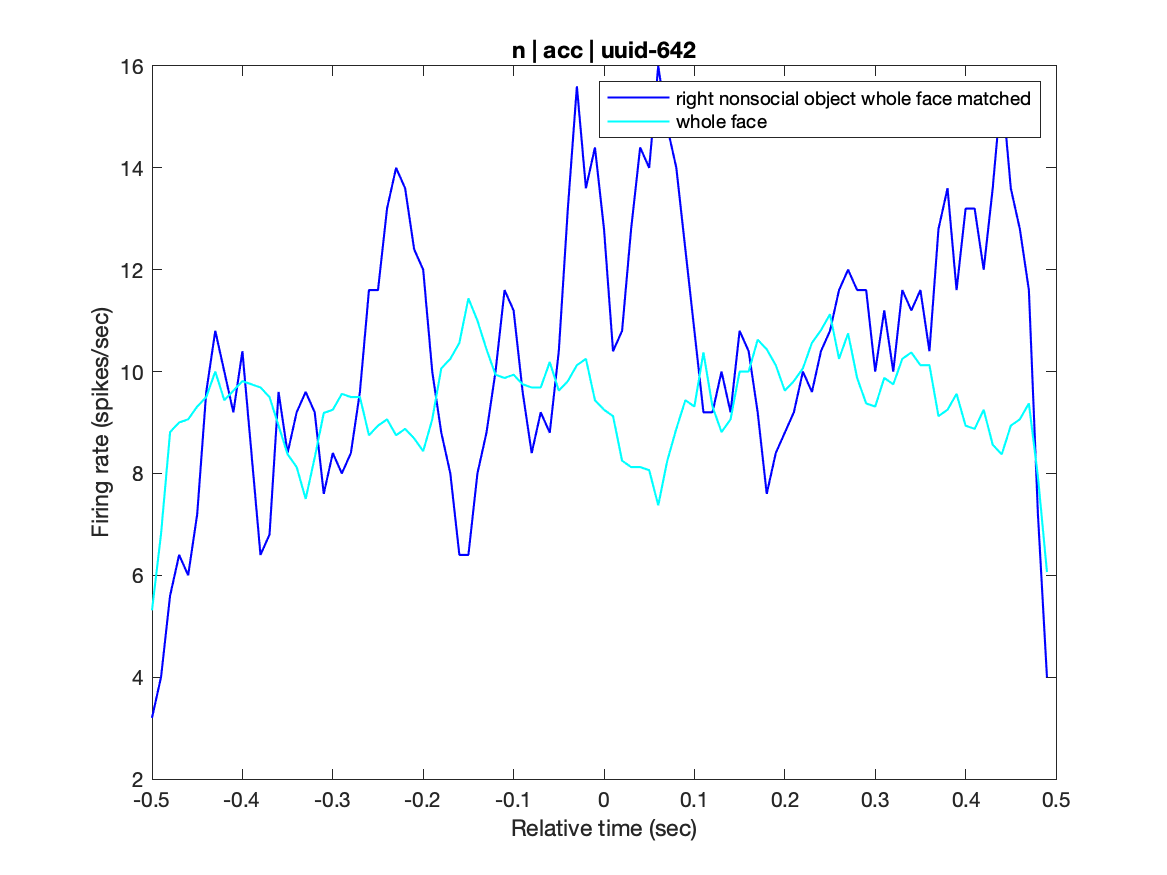 n | acc | uuid-642
right nonsocial object whole face matched
whole face
Firing rate (spikes/sec)
16
14
12
10
8
6
4
2
-0.5 -0.4 -0.3 -0.2 -0.1 0 0.1 0.2 0.3 0.4 0.5
Relative time (sec)